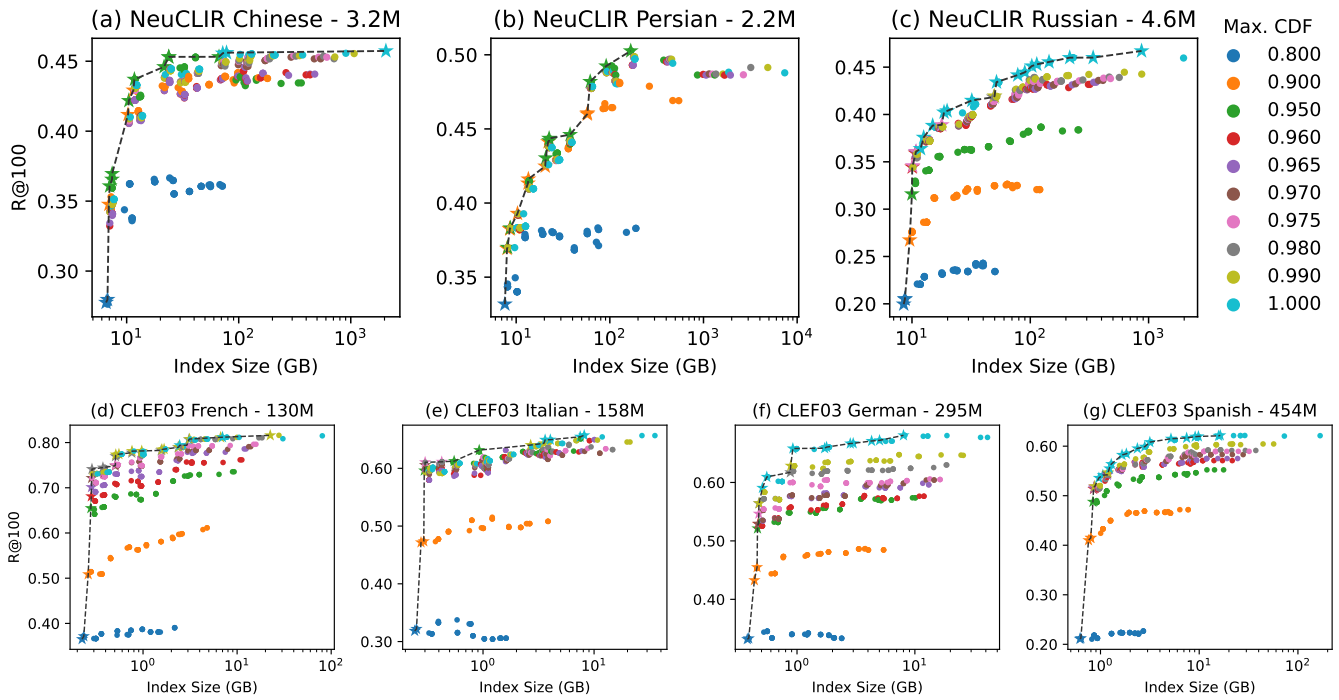 (a) NeuCLIR Chinese - 3.2M
(b) NeuCLIR Persian - 2.2M
(c) NeuCLIR Russian - 4.6M
Max. CDF
0.800
0.900
0.950
0.960
0.965
0.970
0.975
0.980
0.990
1.000
R@100
0.45
0.40
0.35
0.30
10¹ 10² 10³
Index Size (GB)
0.50
0.45
0.40
0.35
10¹ 10² 10³ 10⁴
Index Size (GB)
0.45
0.40
0.35
0.30
0.25
0.20
10¹ 10² 10³
Index Size (GB)
(d) CLEF03 French - 130M
(e) CLEF03 Italian - 158M
(f) CLEF03 German - 295M
(g) CLEF03 Spanish - 454M
R@100
0.80
0.70
0.60
0.50
0.40
10⁰ 10¹ 10²
Index Size (GB)
0.60
0.50
0.40
0.30
10⁰ 10¹
Index Size (GB)
0.60
0.50
0.40
10⁰ 10¹
Index Size (GB)
0.60
0.50
0.40
0.30
0.20
10⁰ 10¹ 10²
Index Size (GB)